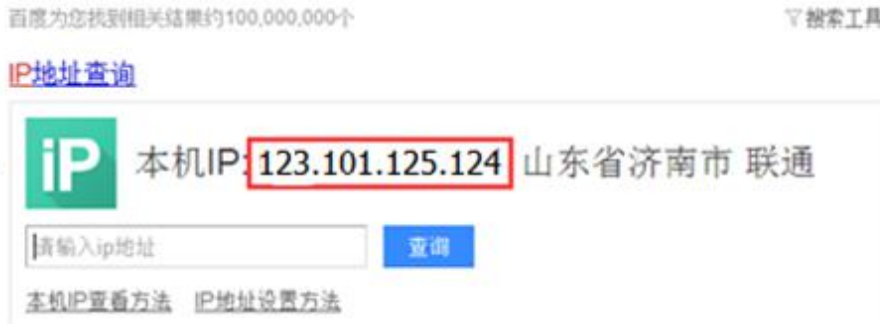 百度为您找到相关结果约100,000,000个 搜索工具
IP地址查询
iP 本机IP: 123.101.125.124 山东省济南市 联通
请输入ip地址 查询
本机IP查看方法 IP地址设置方法